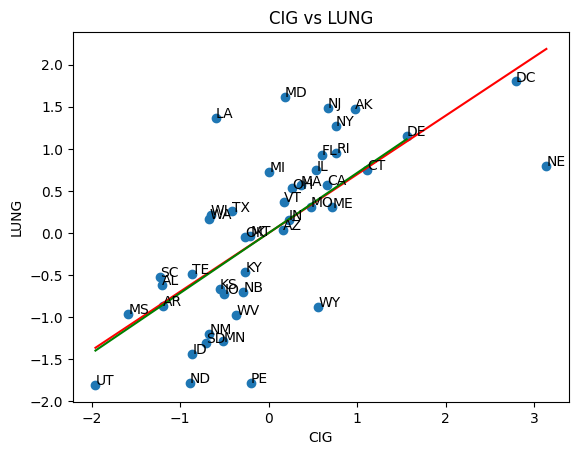 CIG vs LUNG
2.0
1.5
1.0
0.5
0.0
−0.5
−1.0
−1.5
−2.0
LUNG
DC
MD
NJ
AK
LA
NY
DE
FL
RI
NE
MI
IL
CT
OH
MA
CA
VT
MO
ME
WI
TX
WA
IN
AZ
MT
KY
TE
SC
AL
KS
IO
NB
MS
AR
WY
WV
NM
SD
MN
ID
UT
ND
PE
−2
−1
0
1
2
3
CIG